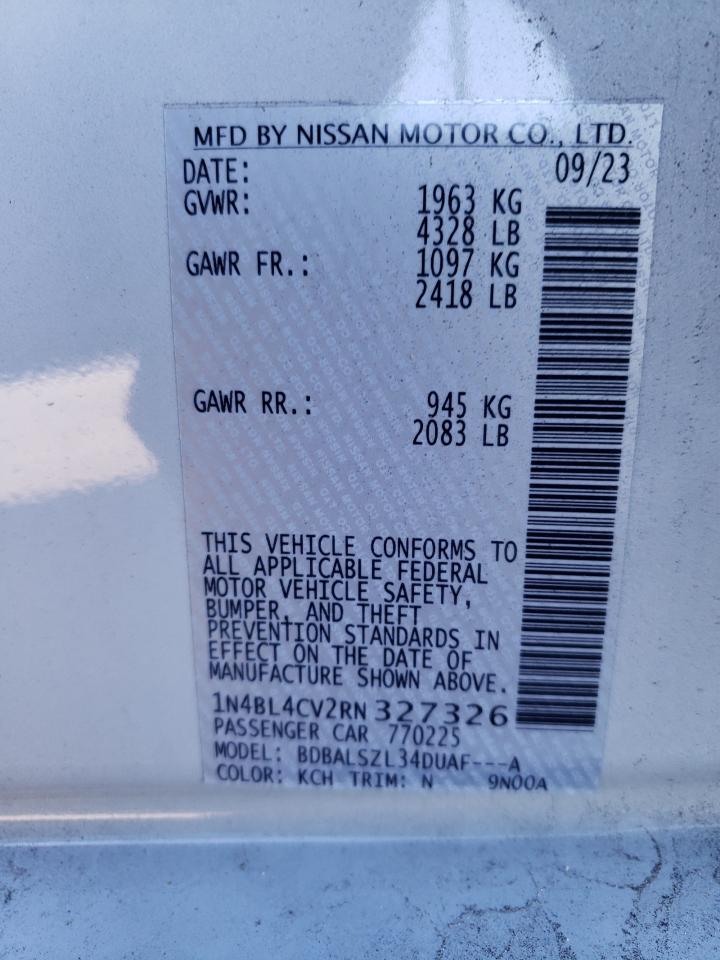 MFD BY NISSAN MOTOR CO., LTD.
DATE: 09/23
GVWR: 1963 KG
4328 LB
GAWR FR.: 1097 KG
2418 LB
GAWR RR.: 945 KG
2083 LB
THIS VEHICLE CONFORMS TO
ALL APPLICABLE FEDERAL
MOTOR VEHICLE SAFETY,
BUMPER, AND THEFT
PREVENTION STANDARDS IN
EFFECT ON THE DATE OF
MANUFACTURE SHOWN ABOVE.
1N4BL4CV2RN 327326
PASSENGER CAR 770225
MODEL: BDBALSZL34DUAF---A
COLOR: KCH TRIM: N 9N00A